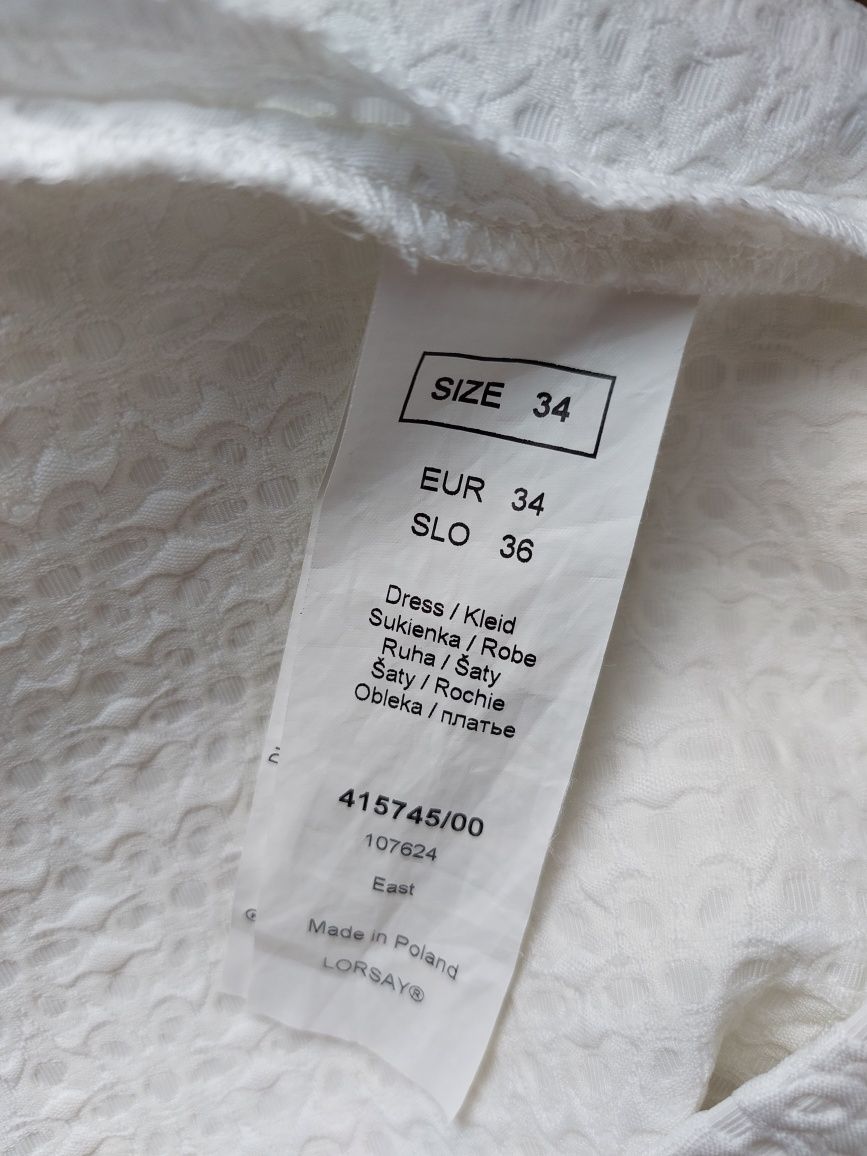 SIZE 34
EUR 34
SLO 36
Dress / Kleid
Sukienka / Robe
Ruha / Šaty
Šaty / Rochie
Obleka / платье
415745/00
107624
East
Made in Poland
LORSAY®